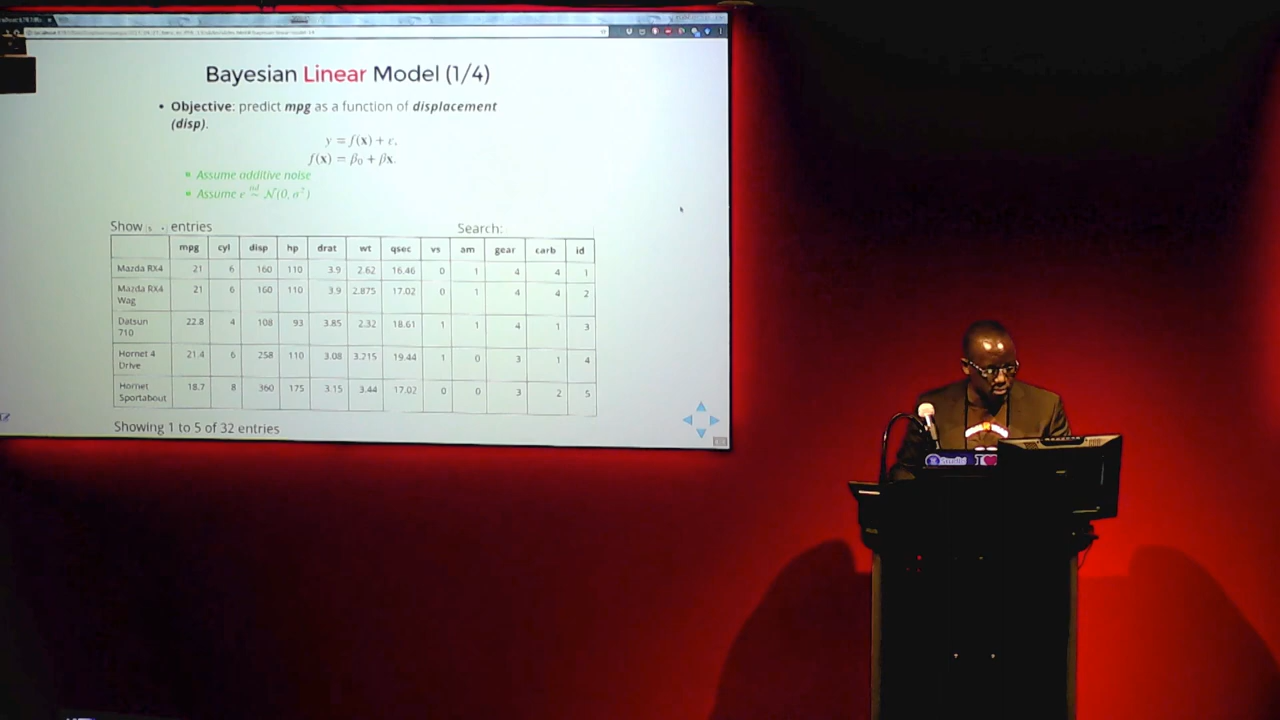 Bayesian Linear Model (1/4)
• Objective: predict mpg as a function of displacement
(disp).
y = f(x) + ε,
f(x) = β0 + βx.
Assume additive noise
Assume ε iid ~ N(0, σ²)
Show 5 entries
Search:
mpg cyl disp hp drat wt qsec vs am gear carb id
Mazda RX4 21 6 160 110 3.9 2.62 16.46 0 1 4 4 1
Mazda RX4 Wag 21 6 160 110 3.9 2.875 17.02 0 1 4 4 2
Datsun 710 22.8 4 108 93 3.85 2.32 18.61 1 1 4 1 3
Hornet 4 Drive 21.4 6 258 110 3.08 3.215 19.44 1 0 3 1 4
Hornet Sportabout 18.7 8 360 175 3.15 3.44 17.02 0 0 3 2 5
Showing 1 to 5 of 32 entries